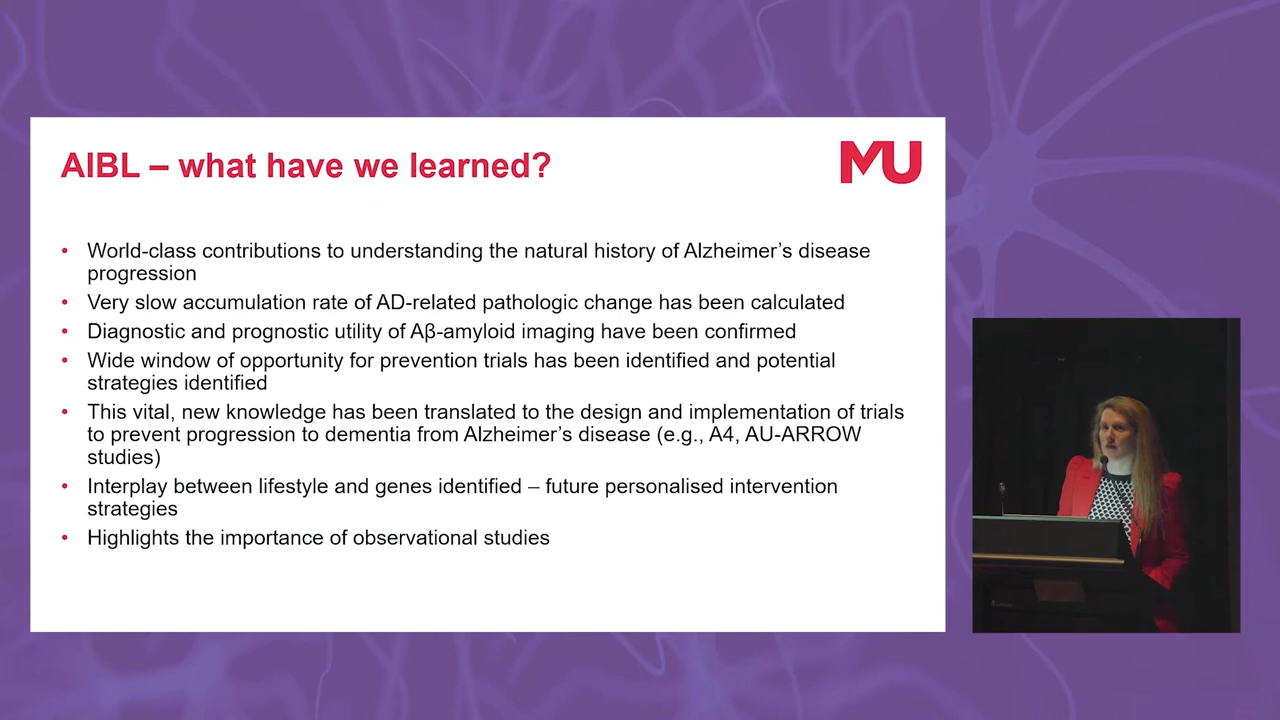 AIBL – what have we learned?
MU
• World-class contributions to understanding the natural history of Alzheimer’s disease
progression
• Very slow accumulation rate of AD-related pathologic change has been calculated
• Diagnostic and prognostic utility of Aβ-amyloid imaging have been confirmed
• Wide window of opportunity for prevention trials has been identified and potential
strategies identified
• This vital, new knowledge has been translated to the design and implementation of trials
to prevent progression to dementia from Alzheimer’s disease (e.g., A4, AU-ARROW
studies)
• Interplay between lifestyle and genes identified – future personalised intervention
strategies
• Highlights the importance of observational studies